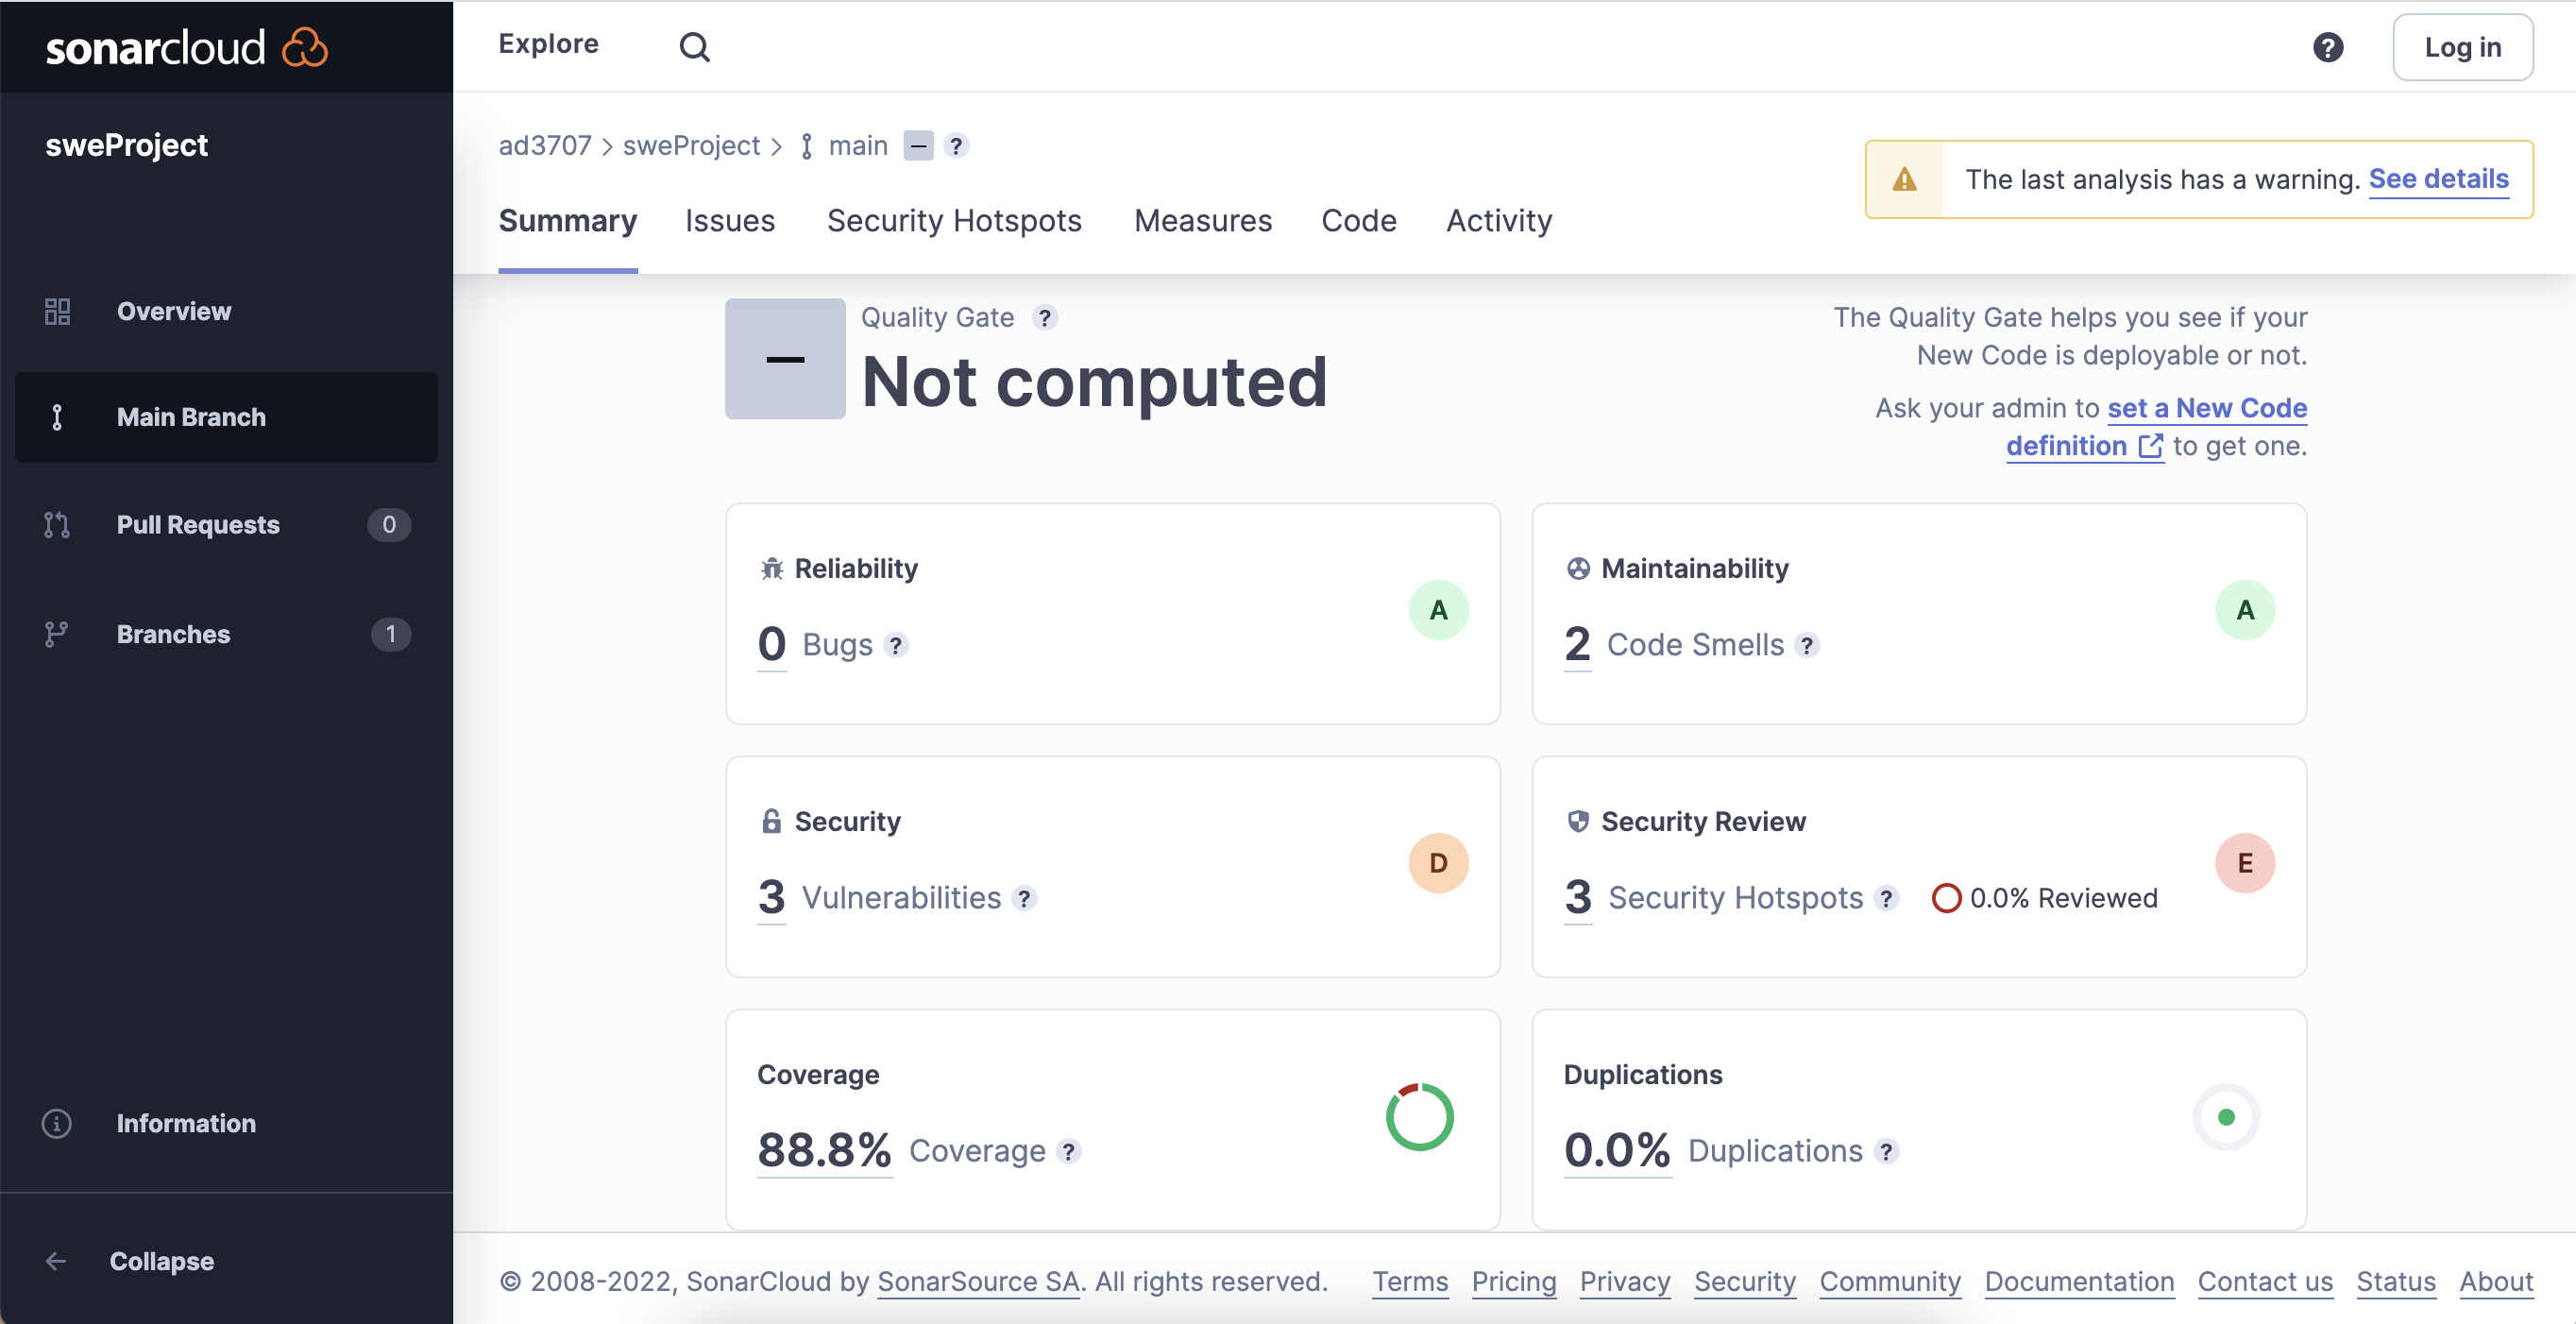 sonarcloud
Explore
Log in
sweProject
ad3707 > sweProject > main – ?
The last analysis has a warning. See details
Summary Issues Security Hotspots Measures Code Activity
Overview
Main Branch
Pull Requests 0
Branches 1
Information
Collapse
Quality Gate ?
Not computed
The Quality Gate helps you see if your
New Code is deployable or not.
Ask your admin to set a New Code
definition to get one.
Reliability
0 Bugs ?
A
Maintainability
2 Code Smells ?
A
Security
3 Vulnerabilities ?
D
Security Review
3 Security Hotspots ? 0.0% Reviewed
E
Coverage
88.8% Coverage ?
Duplications
0.0% Duplications ?
© 2008-2022, SonarCloud by SonarSource SA. All rights reserved. Terms Pricing Privacy Security Community Documentation Contact us Status About